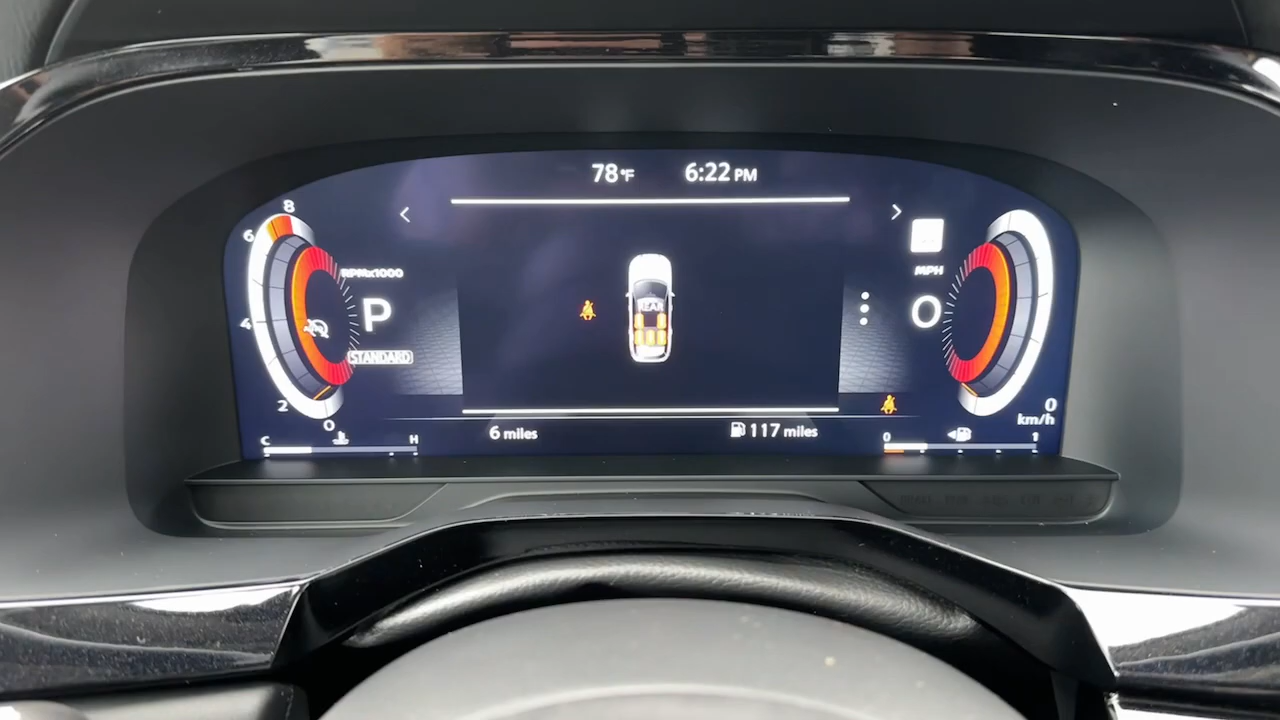 78°F 6:22 PM
8
6
RPMx1000
MPH
P
REAR
0
4
STANDARD
2
0
0
km/h
C H
6 miles
117 miles
0 1